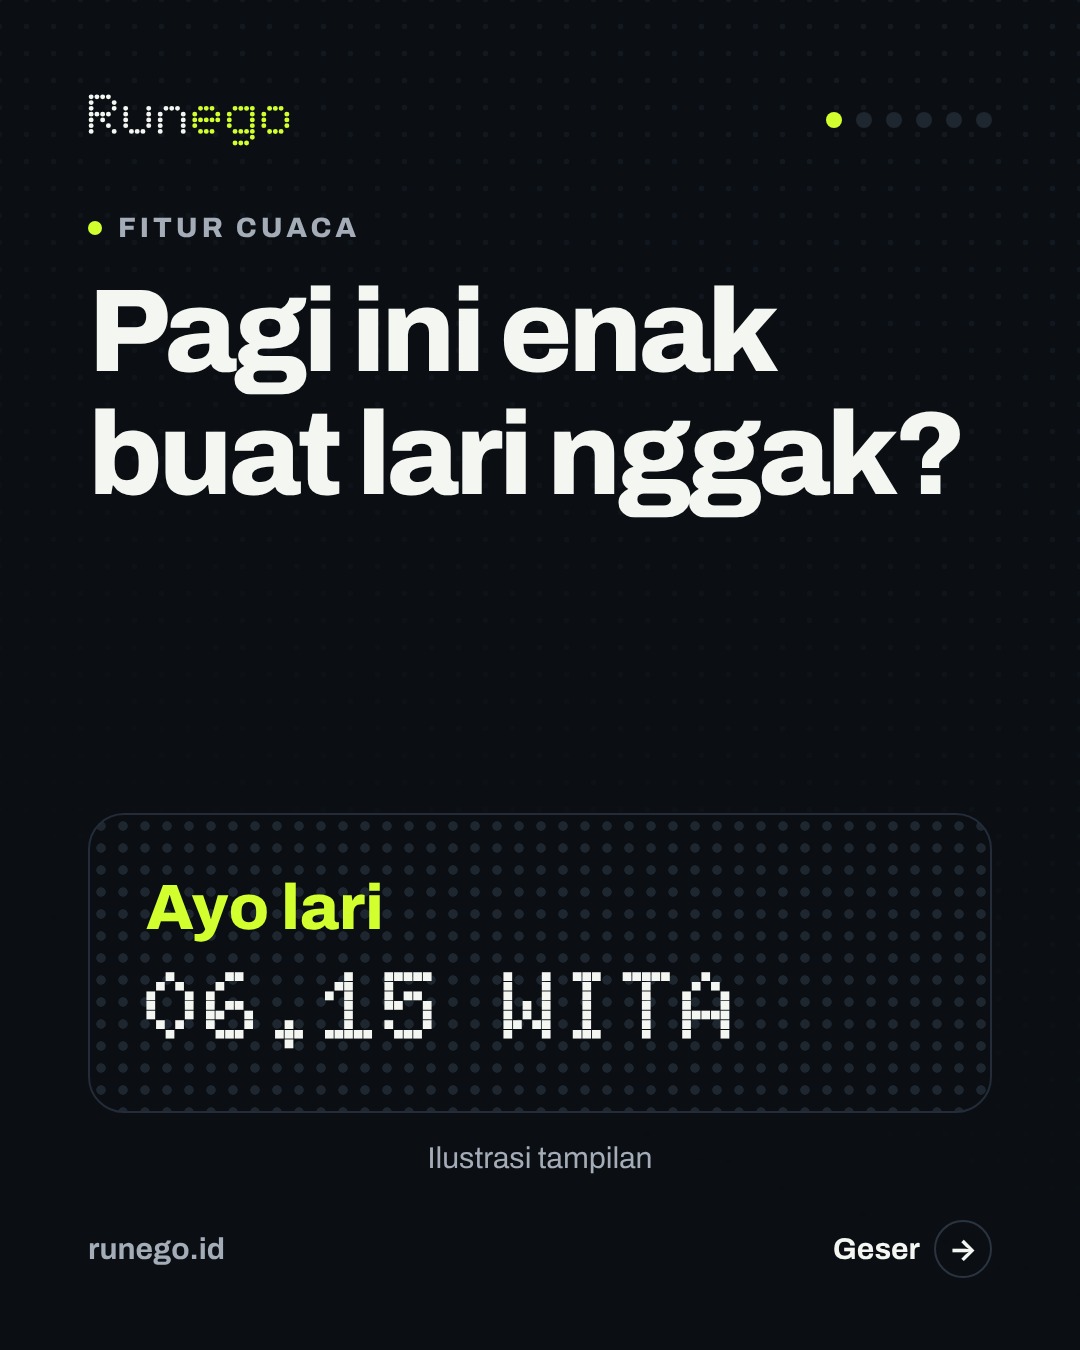 Runego
FITUR CUACA
Pagi ini enak
buat lari nggak?
Ayo lari
06.15 WITA
Ilustrasi tampilan
runego.id
Geser →